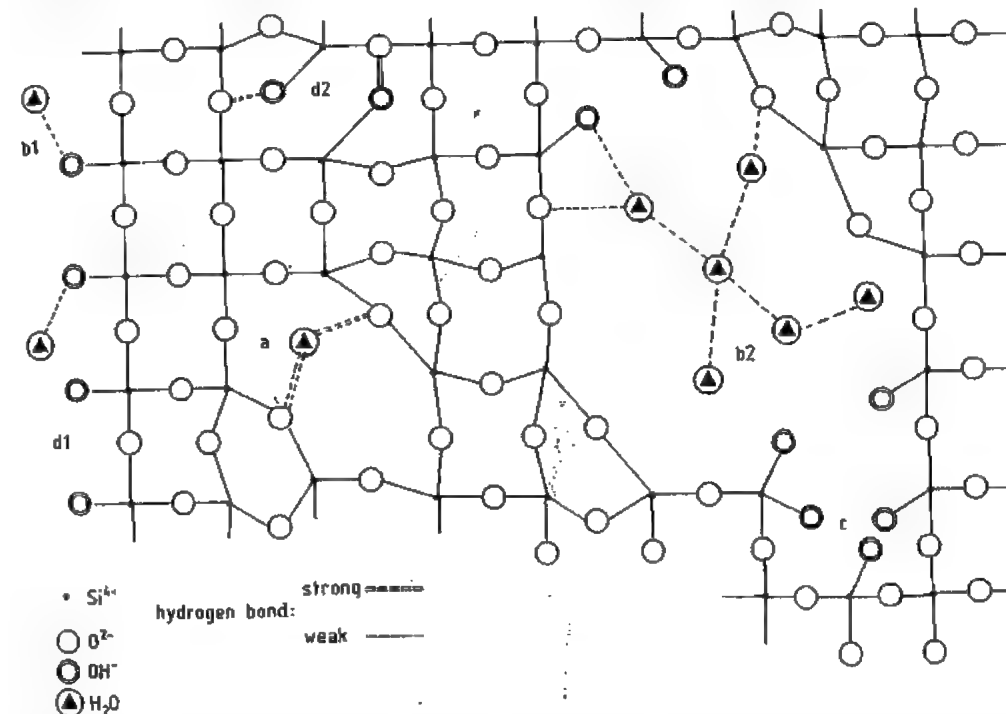 d2
b1
a
b2
d1
c
Si⁴⁺
hydrogen bond:
strong
weak
O²⁻
OH⁻
H₂O